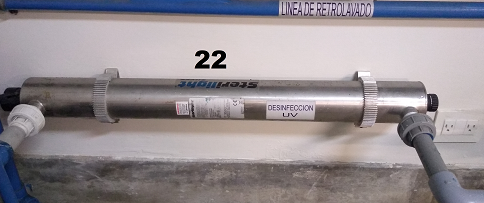 LINEA DE RETROLAVADO
22
Sterilight
DESINFECCION
UV